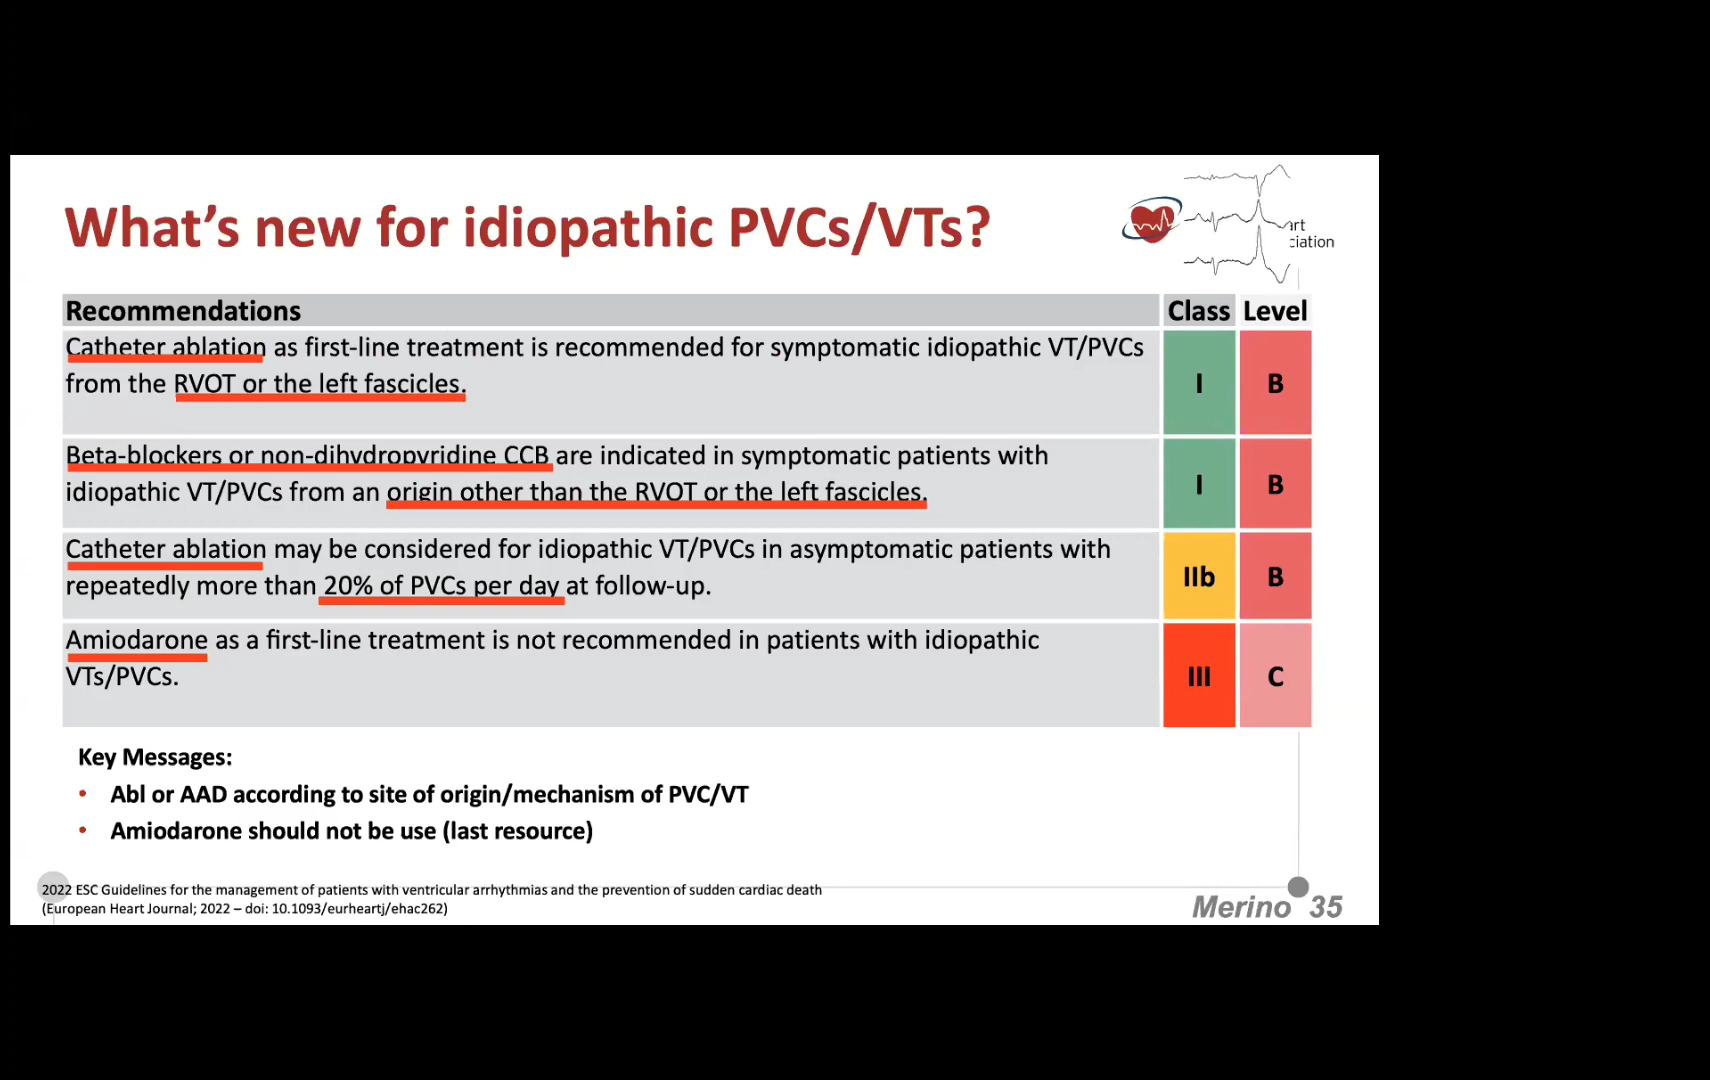 What's new for idiopathic PVCs/VTs?
art
ciation
Recommendations Class Level
Catheter ablation as first-line treatment is recommended for symptomatic idiopathic VT/PVCs
from the RVOT or the left fascicles.
I B
Beta-blockers or non-dihydropyridine CCB are indicated in symptomatic patients with
idiopathic VT/PVCs from an origin other than the RVOT or the left fascicles.
I B
Catheter ablation may be considered for idiopathic VT/PVCs in asymptomatic patients with
repeatedly more than 20% of PVCs per day at follow-up.
IIb B
Amiodarone as a first-line treatment is not recommended in patients with idiopathic
VTs/PVCs.
III C
Key Messages:
• Abl or AAD according to site of origin/mechanism of PVC/VT
• Amiodarone should not be use (last resource)
2022 ESC Guidelines for the management of patients with ventricular arrhythmias and the prevention of sudden cardiac death
(European Heart Journal; 2022 – doi: 10.1093/eurheartj/ehac262)
Merino 35